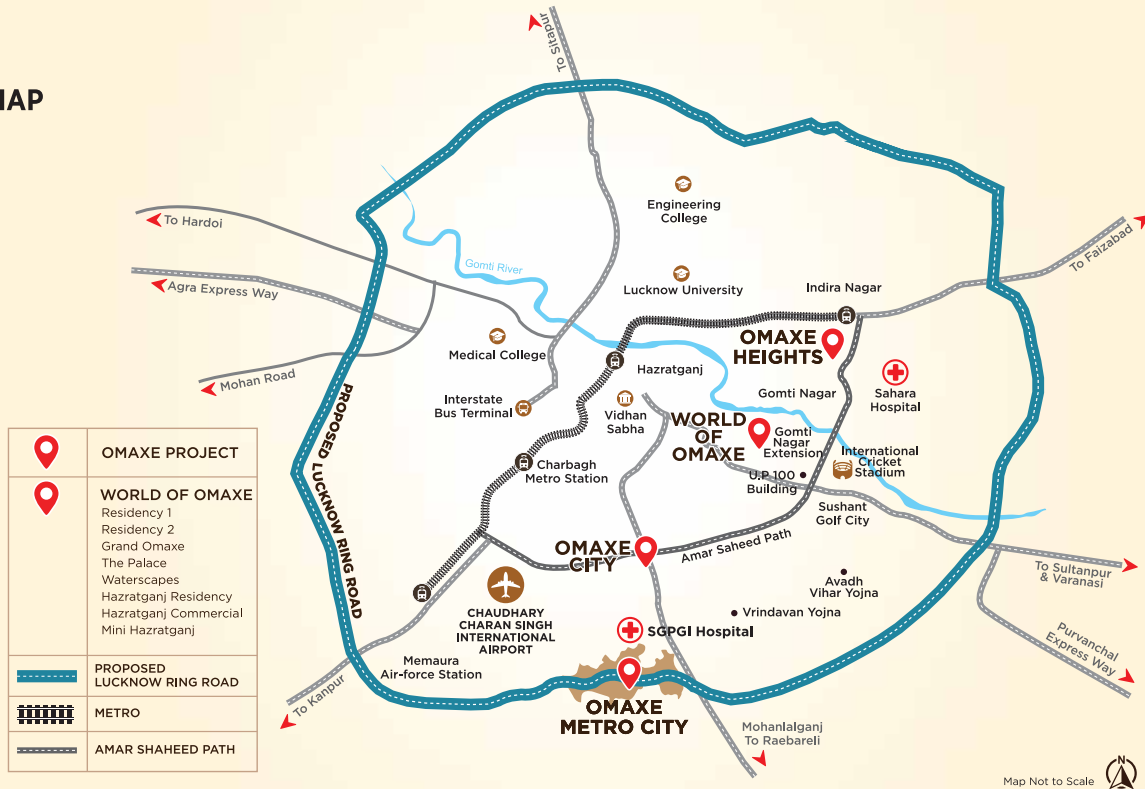 To Sitapur
Engineering
College
To Hardoi
To Faizabad
Gomti River
Agra Express Way
Lucknow University
Indira Nagar
OMAXE
HEIGHTS
Medical College
Hazratganj
Mohan Road
Gomti Nagar
Sahara
Hospital
Interstate
Bus Terminal
Vidhan
Sabha
WORLD
OF
OMAXE
Gomti
Nagar
Extension
International
Cricket
Stadium
PROPOSED LUCKNOW RING ROAD
Charbagh
Metro Station
U.P 100
Building
Sushant
Golf City
OMAXE
CITY
Amar Saheed Path
To Sultanpur
& Varanasi
Avadh
Vihar Yojna
CHAUDHARY
CHARAN SINGH
INTERNATIONAL
AIRPORT
Vrindavan Yojna
SGPGI Hospital
Purvanchal
Express Way
Memaura
Air-force Station
To Kanpur
OMAXE
METRO CITY
Mohanlalganj
To Raebareli
OMAXE PROJECT
WORLD OF OMAXE
Residency 1
Residency 2
Grand Omaxe
The Palace
Waterscapes
Hazratganj Residency
Hazratganj Commercial
Mini Hazratganj
PROPOSED
LUCKNOW RING ROAD
METRO
AMAR SHAHEED PATH
Map Not to Scale
N